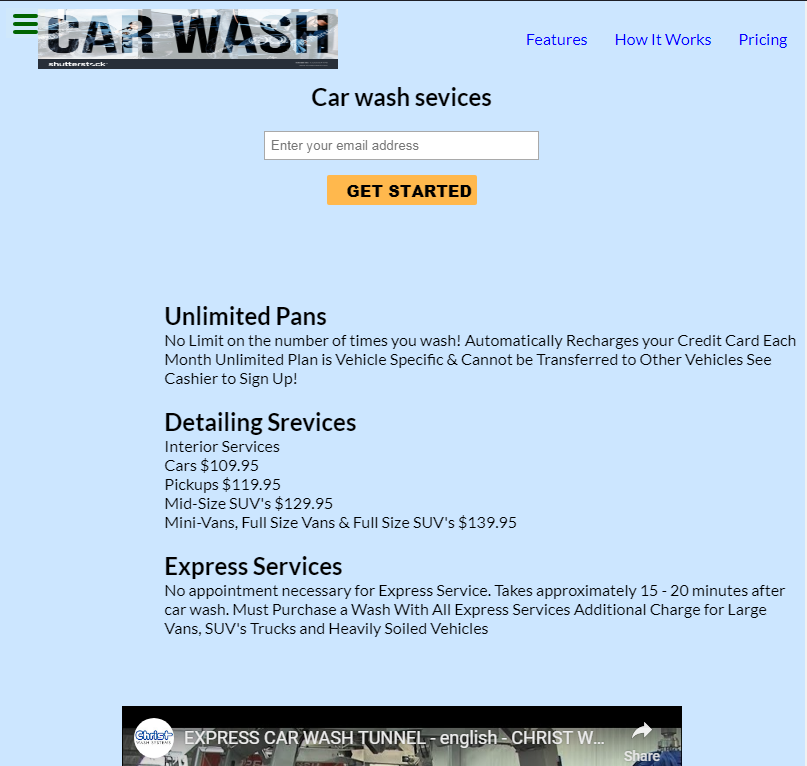 CAR WASH
shutterstock
Features How It Works Pricing
Car wash sevices
Enter your email address
GET STARTED
Unlimited Pans
No Limit on the number of times you wash! Automatically Recharges your Credit Card Each
Month Unlimited Plan is Vehicle Specific & Cannot be Transferred to Other Vehicles See
Cashier to Sign Up!
Detailing Srevices
Interior Services
Cars $109.95
Pickups $119.95
Mid-Size SUV's $129.95
Mini-Vans, Full Size Vans & Full Size SUV's $139.95
Express Services
No appointment necessary for Express Service. Takes approximately 15 - 20 minutes after
car wash. Must Purchase a Wash With All Express Services Additional Charge for Large
Vans, SUV's Trucks and Heavily Soiled Vehicles
Christ
WASH SYSTEMS
EXPRESS CAR WASH TUNNEL - english - CHRIST W...
Share